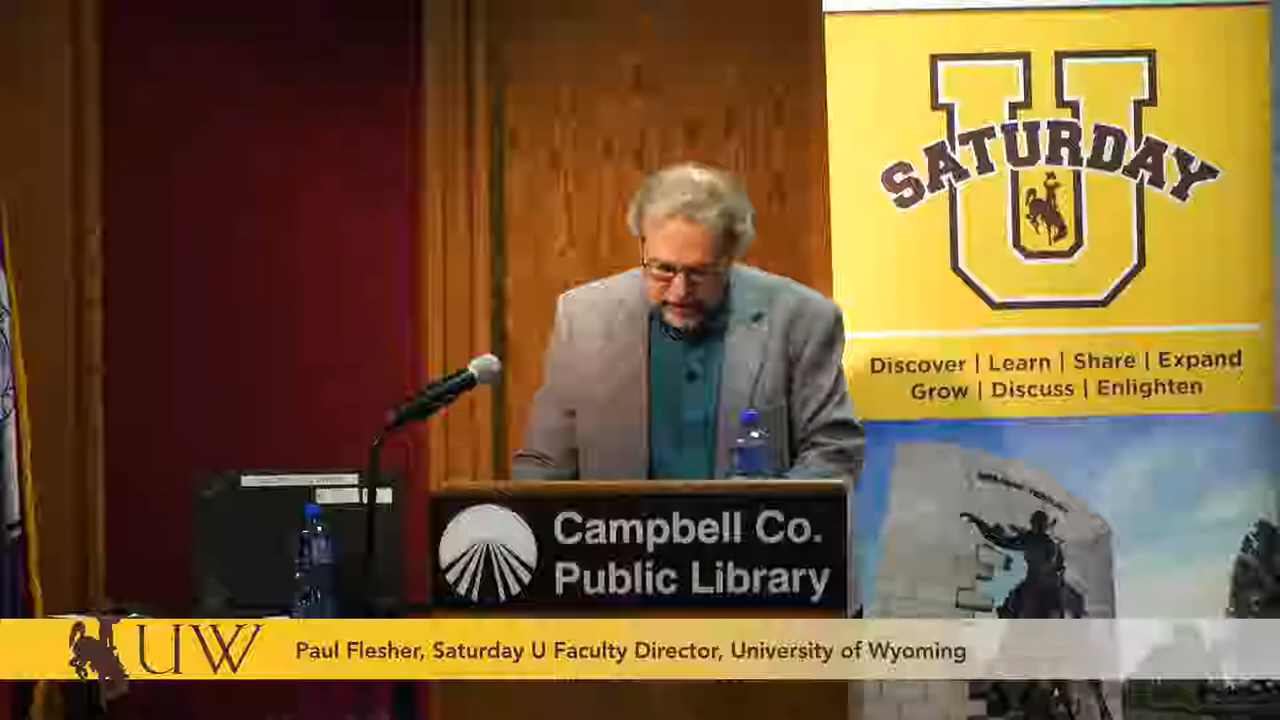 SATURDAY
U
Discover | Learn | Share | Expand
Grow | Discuss | Enlighten
Campbell Co.
Public Library
UW
Paul Flesher, Saturday U Faculty Director, University of Wyoming